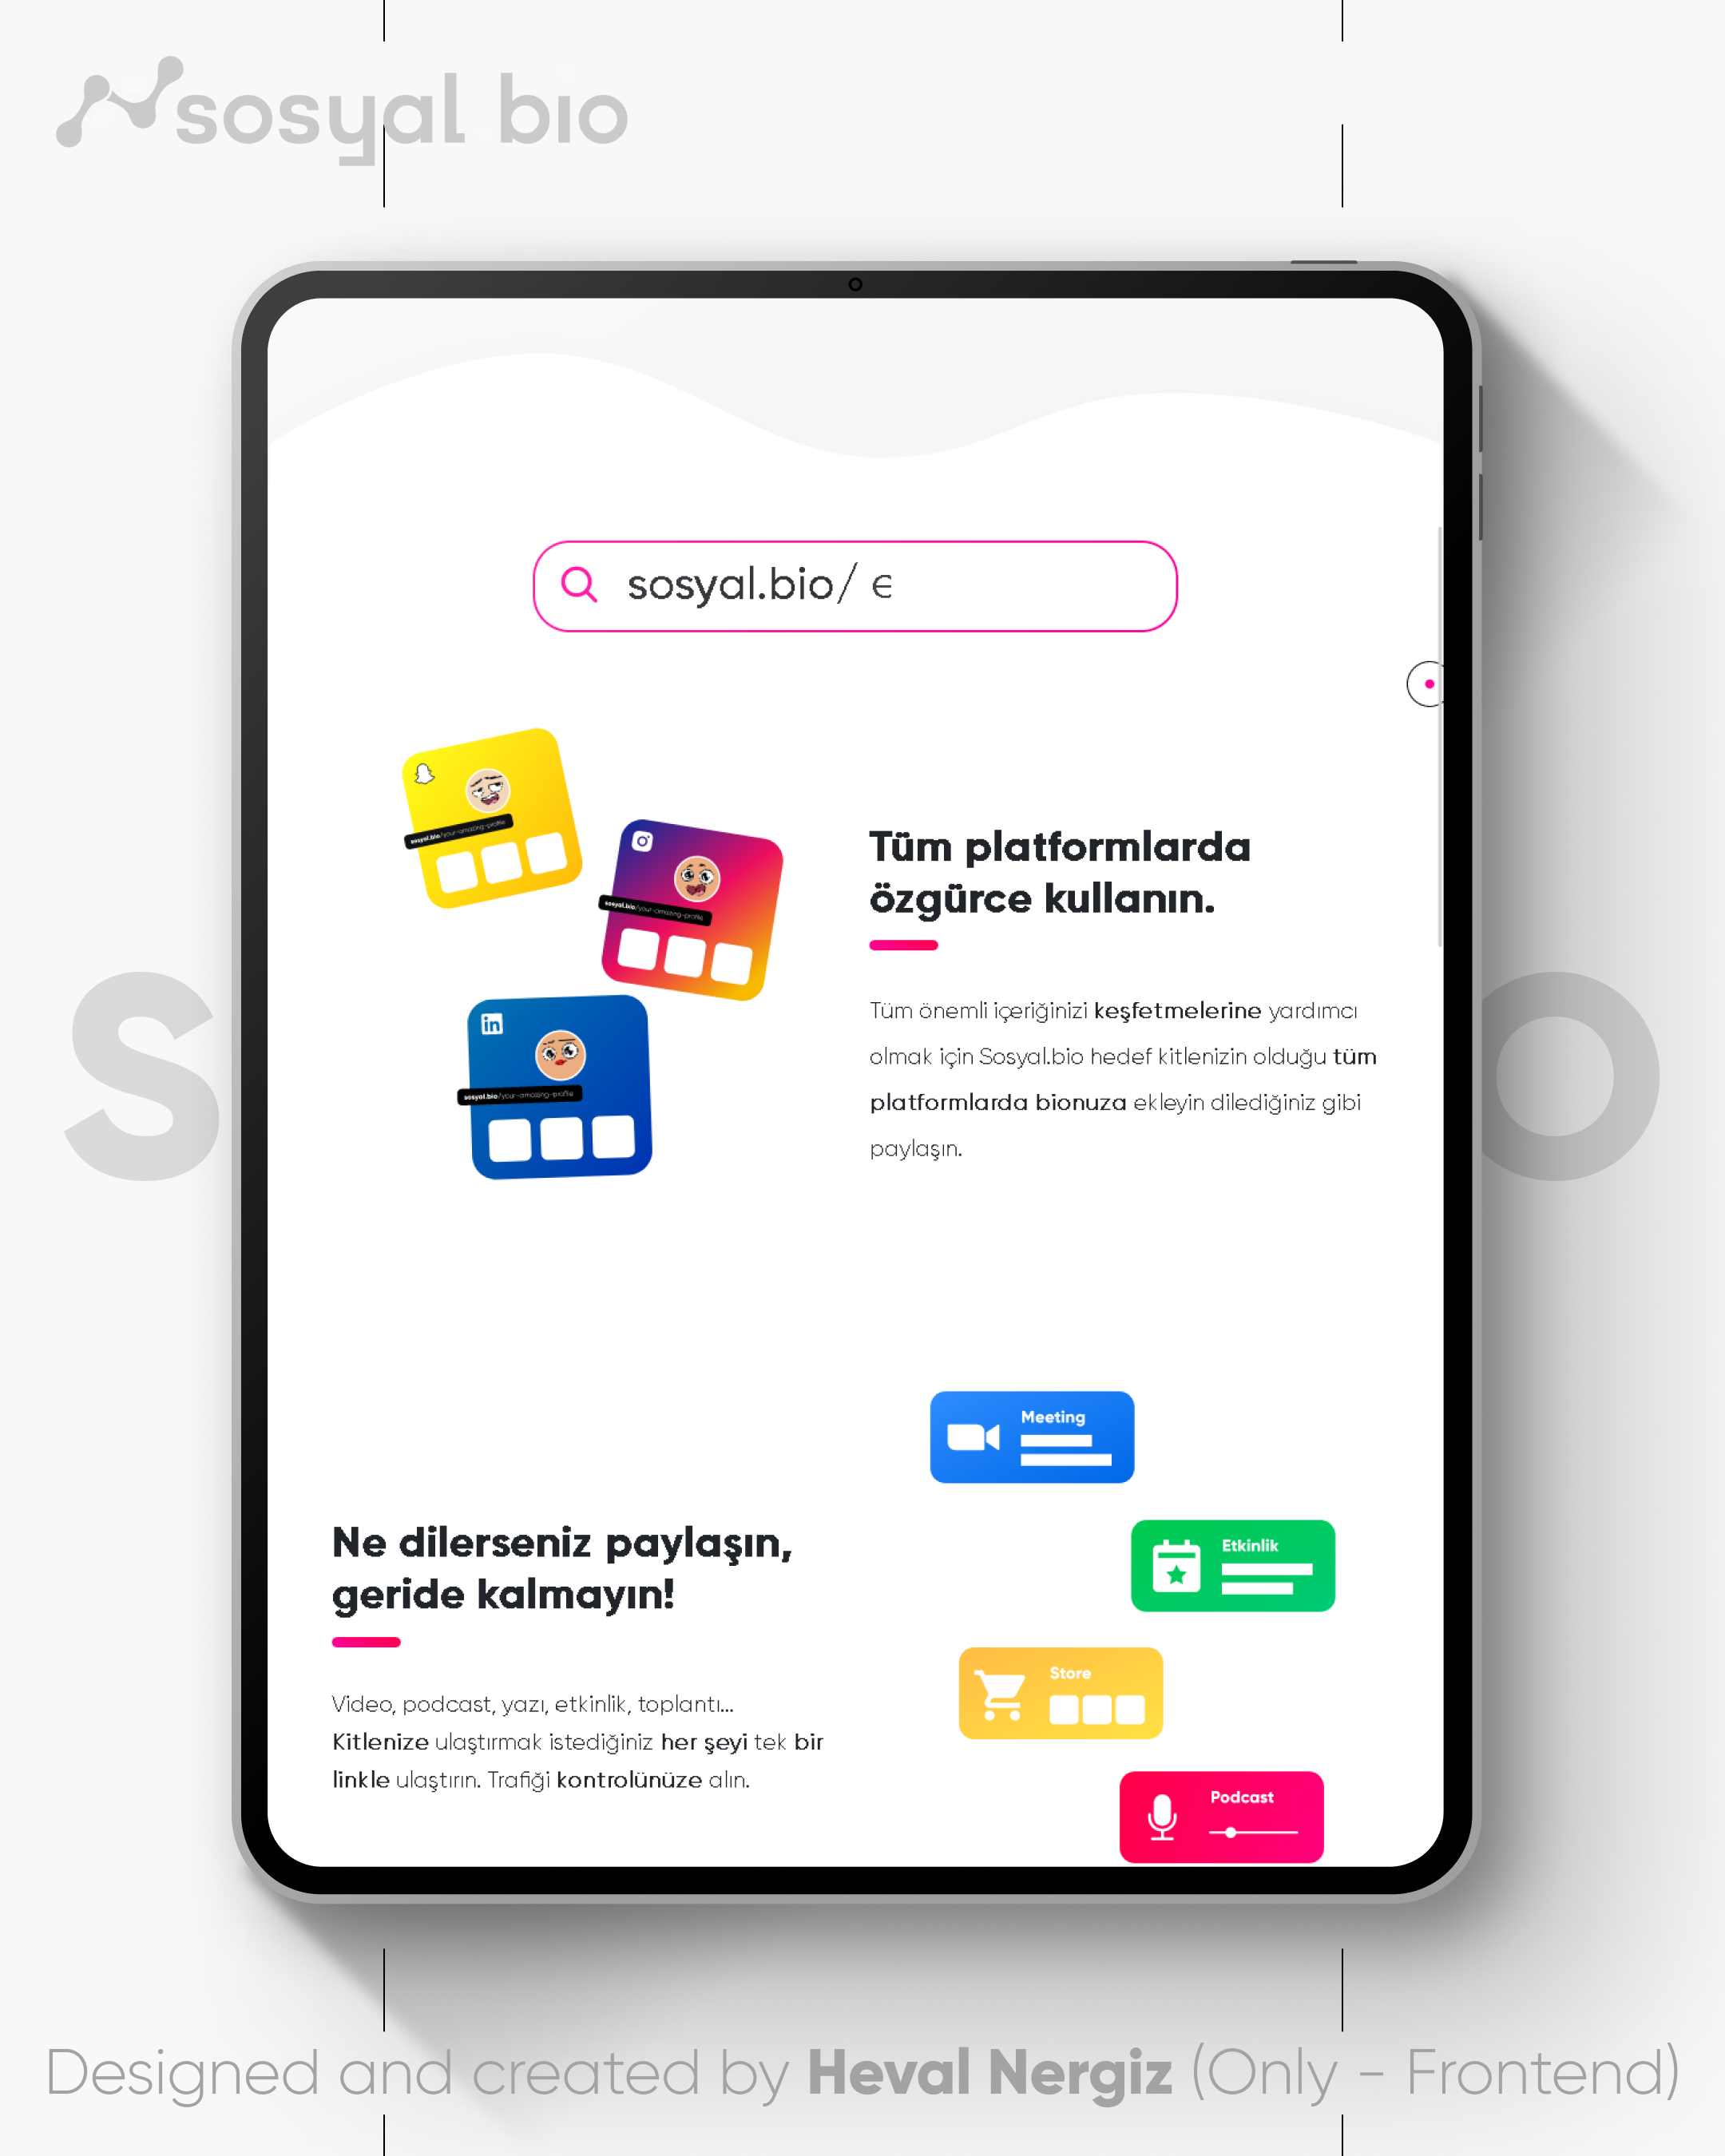 sosyal bio
sosyal.bio/ e
sosyal.bio/your-amazing-profile
sosyal.bio/your-amazing-profile
Tüm platformlarda
özgürce kullanın.
sosyal.bio/your-amazing-profile
Tüm önemli içeriğinizi keşfetmelerine yardımcı
olmak için Sosyal.bio hedef kitlenizin olduğu tüm
platformlarda bionuza ekleyin dilediğiniz gibi
paylaşın.
S
o
Meeting
Etkinlik
Store
Podcast
Ne dilerseniz paylaşın,
geride kalmayın!
Video, podcast, yazı, etkinlik, toplantı...
Kitlenize ulaştırmak istediğiniz her şeyi tek bir
linkle ulaştırın. Trafiği kontrolünüze alın.
Designed and created by Heval Nergiz (Only - Frontend)